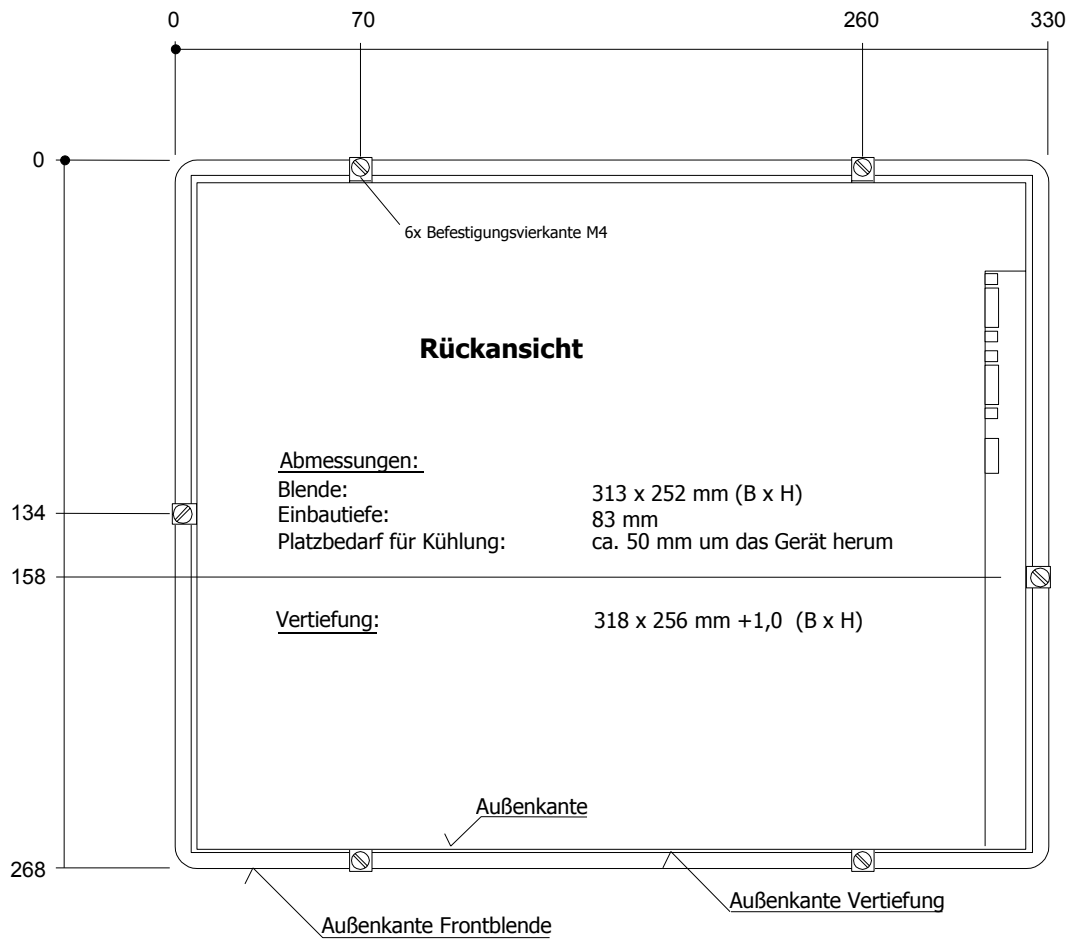 0 70 260 330
0
6x Befestigungsvierkante M4
Rückansicht
Abmessungen:
Blende: 313 x 252 mm (B x H)
134 Einbautiefe: 83 mm
Platzbedarf für Kühlung: ca. 50 mm um das Gerät herum
158
Vertiefung: 318 x 256 mm +1,0 (B x H)
Außenkante
268
Außenkante Vertiefung
Außenkante Frontblende